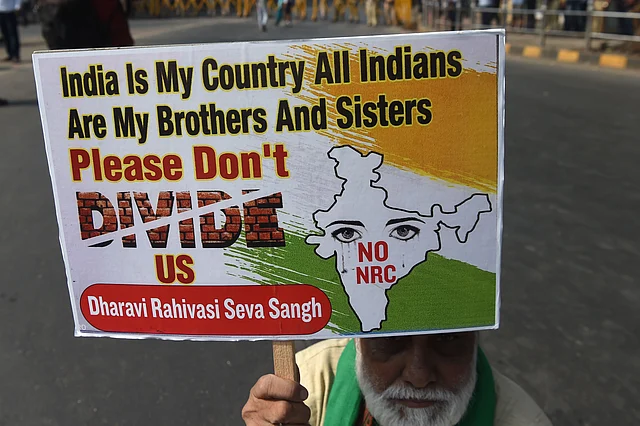 India Is My Country All Indians
Are My Brothers And Sisters
Please Don't
DIVIDE
US
Dharavi Rahivasi Seva Sangh
NO
NRC